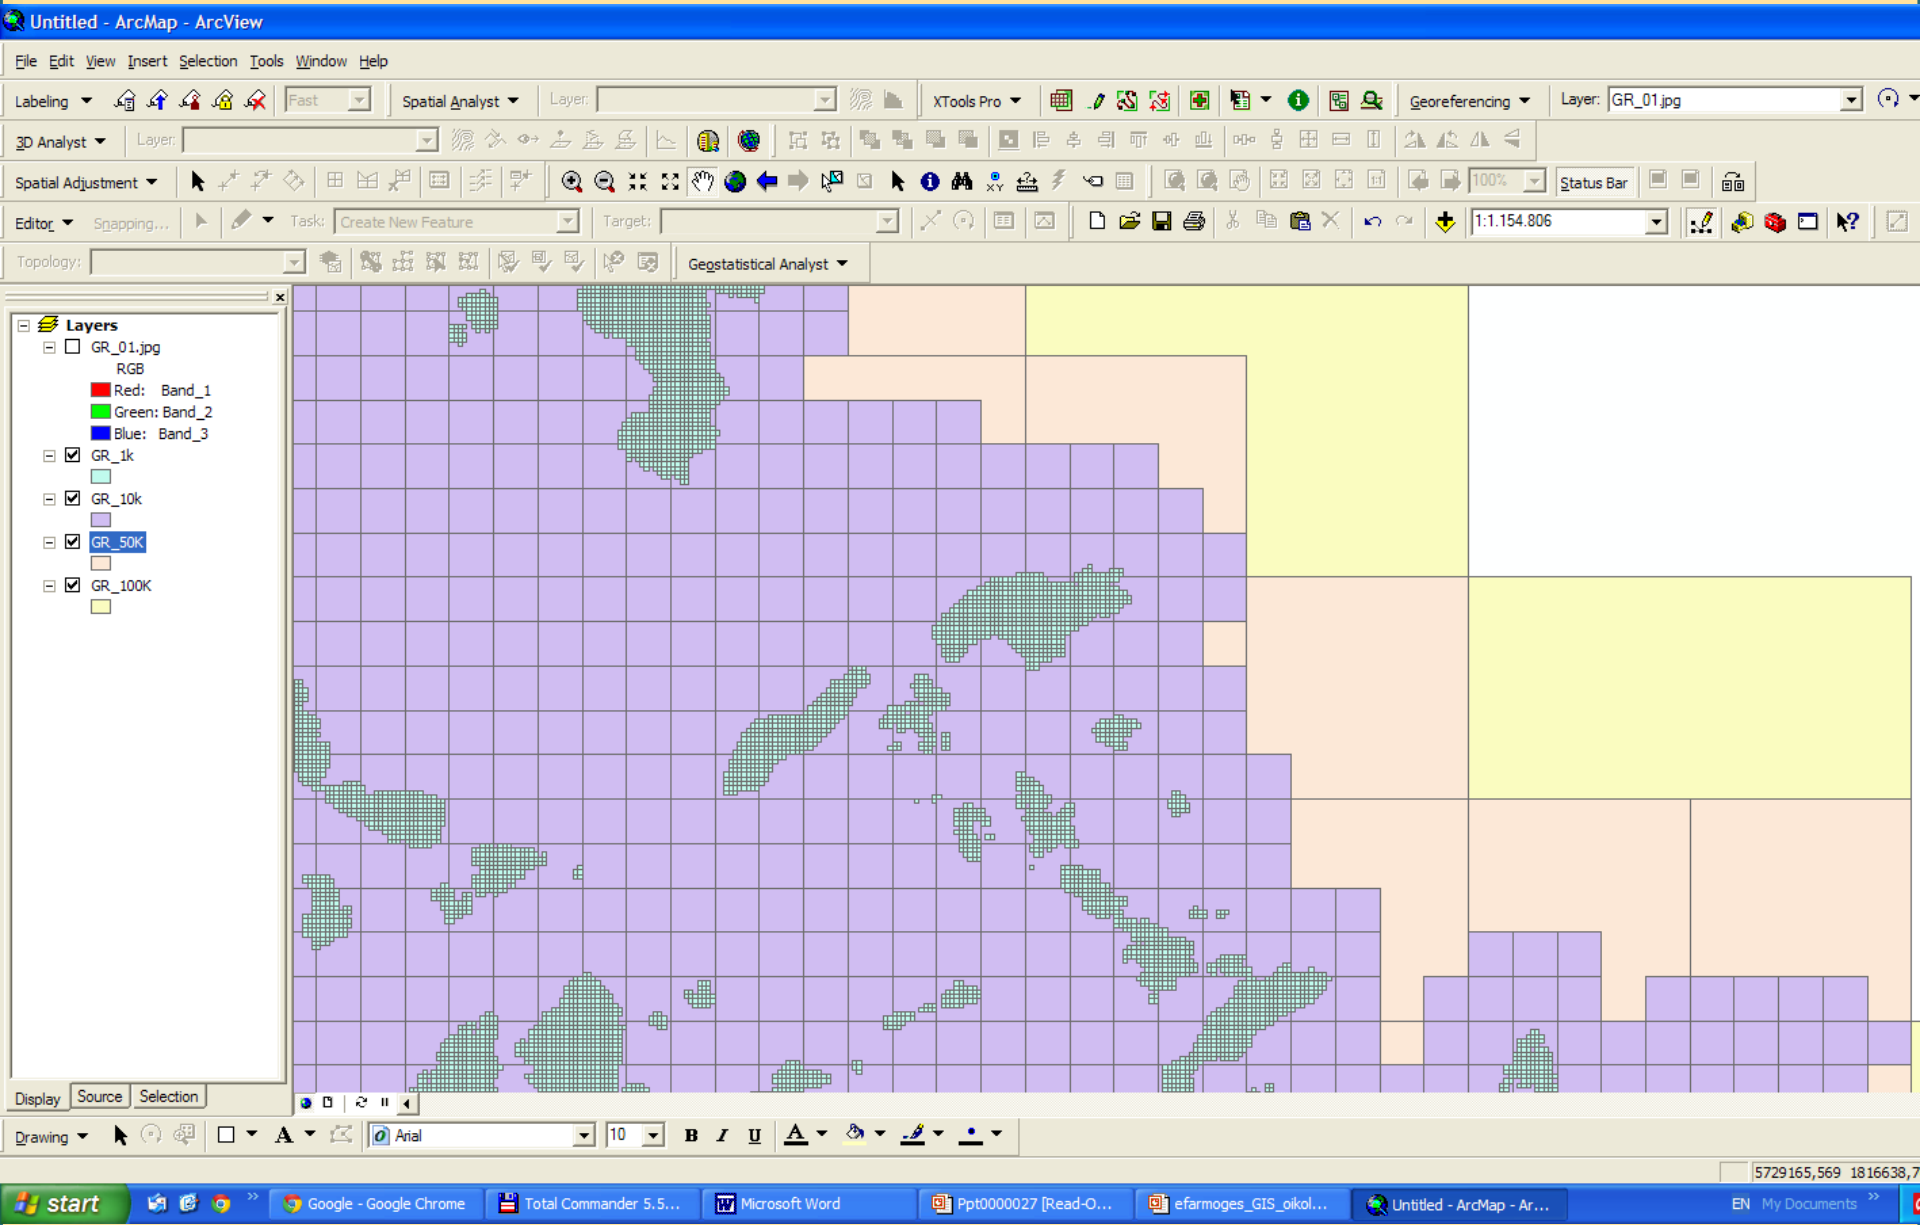 Untitled - ArcMap - ArcView
File Edit View Insert Selection Tools Window Help
Labeling Fast Spatial Analyst Layer: XTools Pro Georeferencing Layer: GR_01.jpg
3D Analyst Layer:
Spatial Adjustment 100% Status Bar
Editor Snapping... Task: Create New Feature Target: 1:1.154.806
Topology: Geostatistical Analyst
Layers
GR_01.jpg
RGB
Red: Band_1
Green: Band_2
Blue: Band_3
GR_1k
GR_10k
GR_50K
GR_100K
Display Source Selection
Drawing A Arial 10 B I U A
5729165,569 1816638,7
start Google - Google Chrome Total Commander 5.5... Microsoft Word Ppt0000027 [Read-O... efarmoges_GIS_oikol... Untitled - ArcMap - Ar... EN My Documents